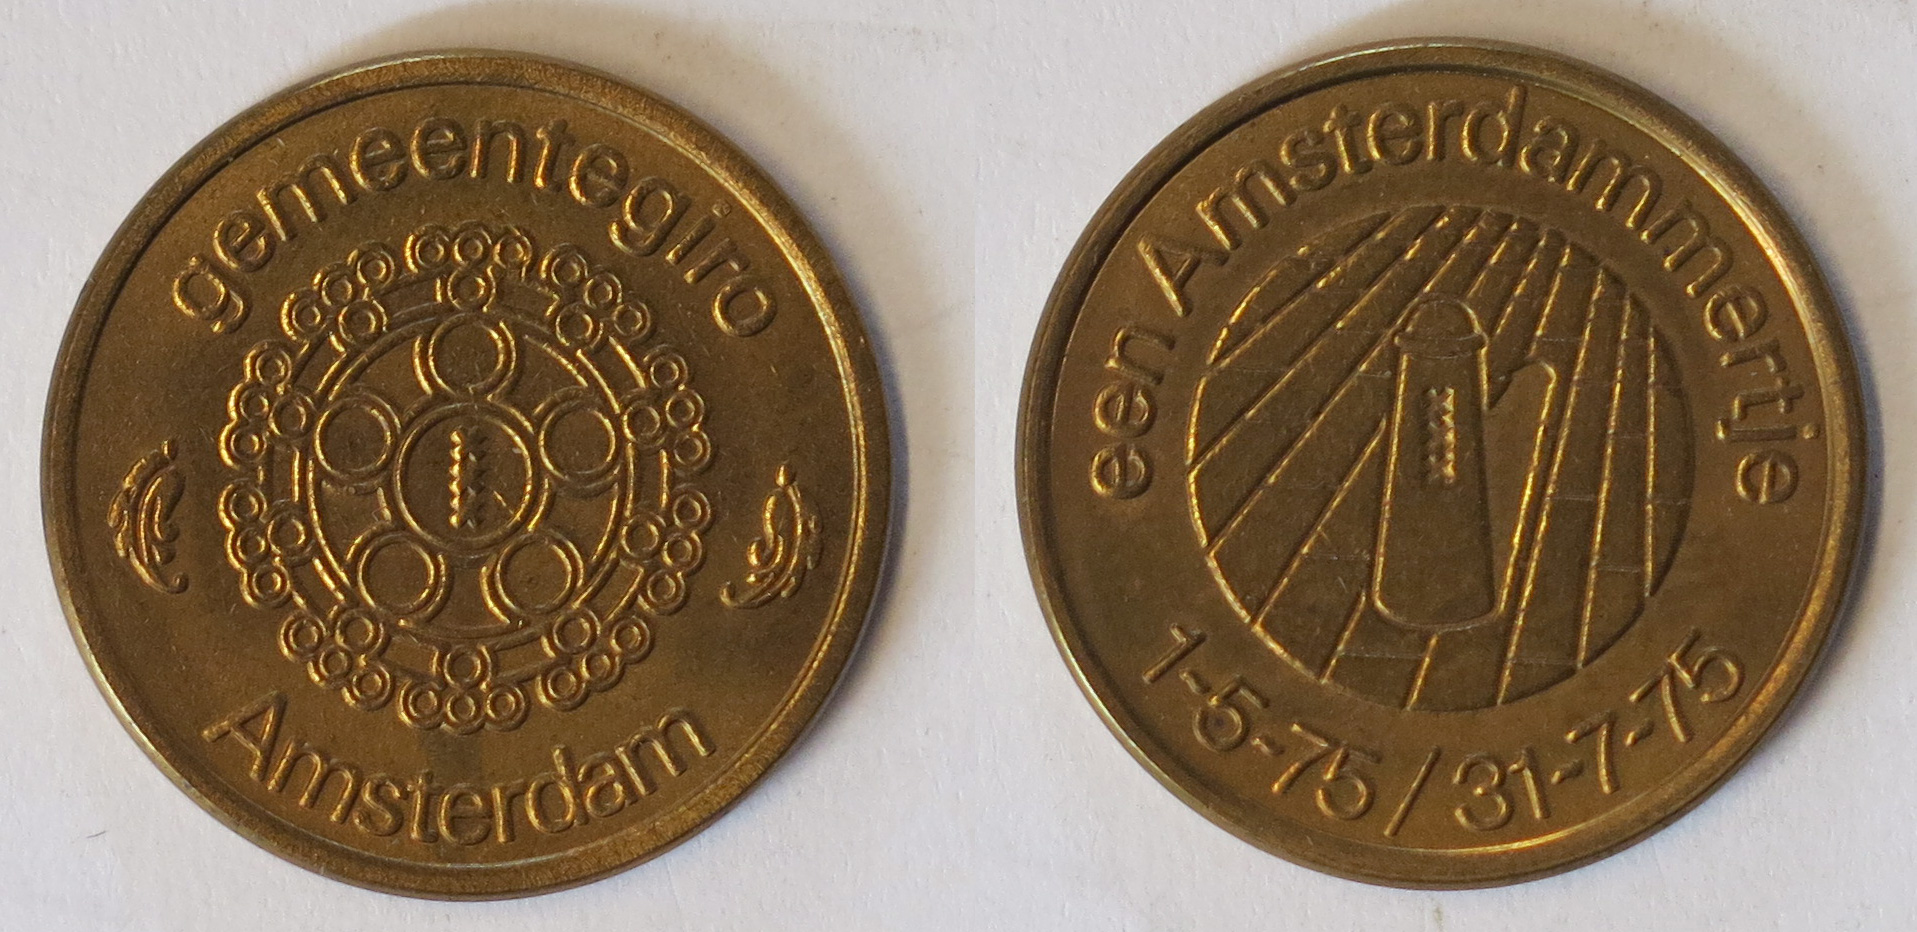 gemeentegiro
Amsterdam
een Amsterdammertje
1-5-75 / 31-7-75